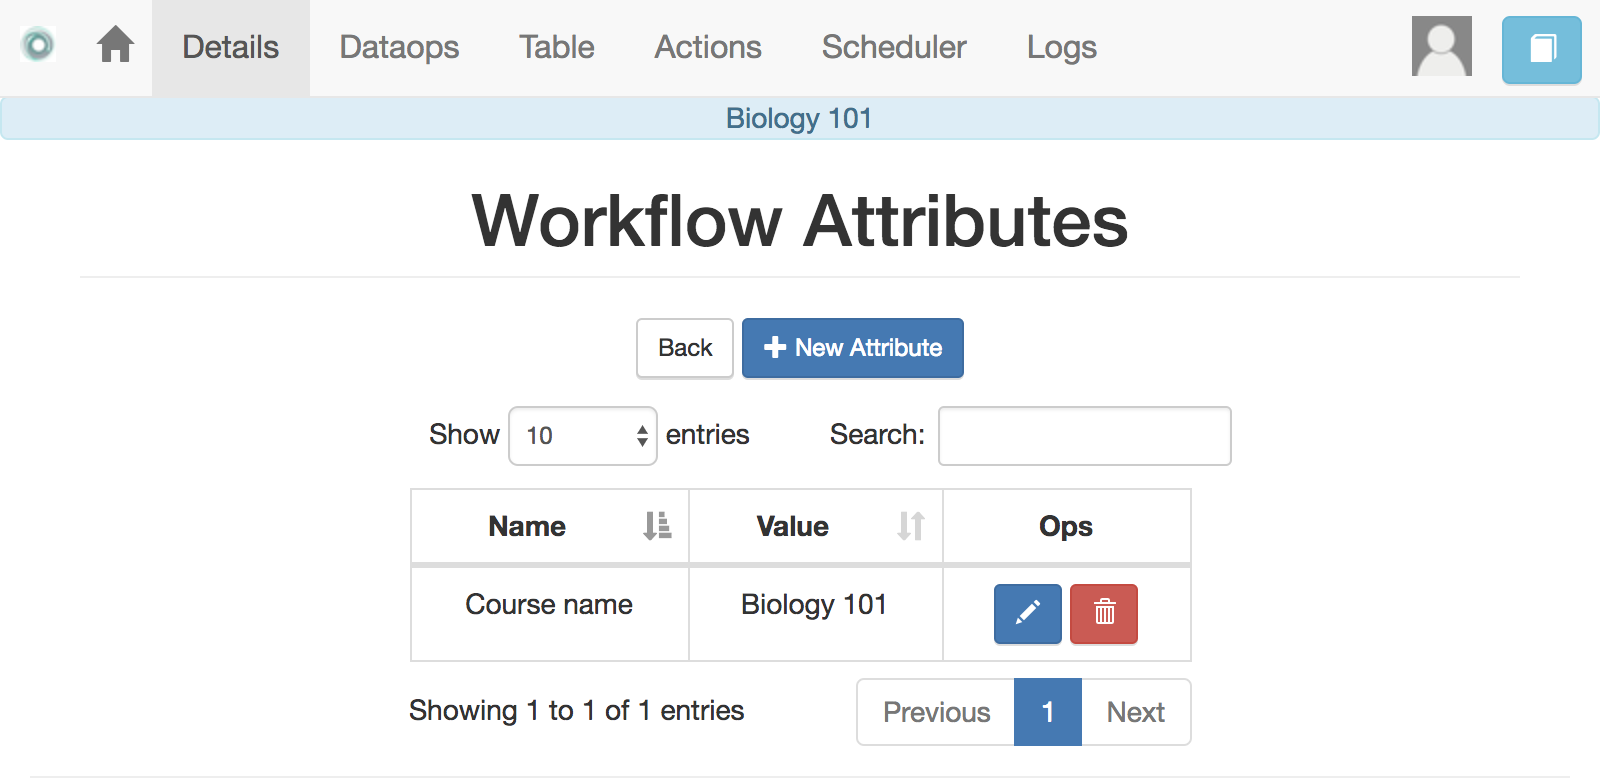 Details Dataops Table Actions Scheduler Logs
Biology 101
Workflow Attributes
Back New Attribute
Show 10 entries Search:
Name Value Ops
Course name Biology 101
Showing 1 to 1 of 1 entries Previous 1 Next